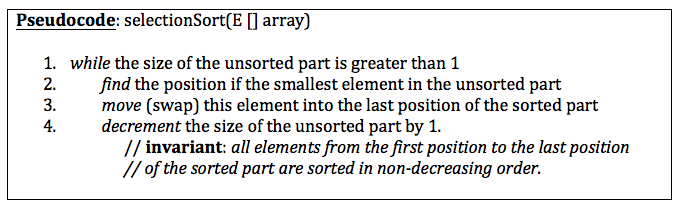 Pseudocode: selectionSort(E [] array)
1. while the size of the unsorted part is greater than 1
2. find the position if the smallest element in the unsorted part
3. move (swap) this element into the last position of the sorted part
4. decrement the size of the unsorted part by 1.
// invariant: all elements from the first position to the last position
// of the sorted part are sorted in non-decreasing order.